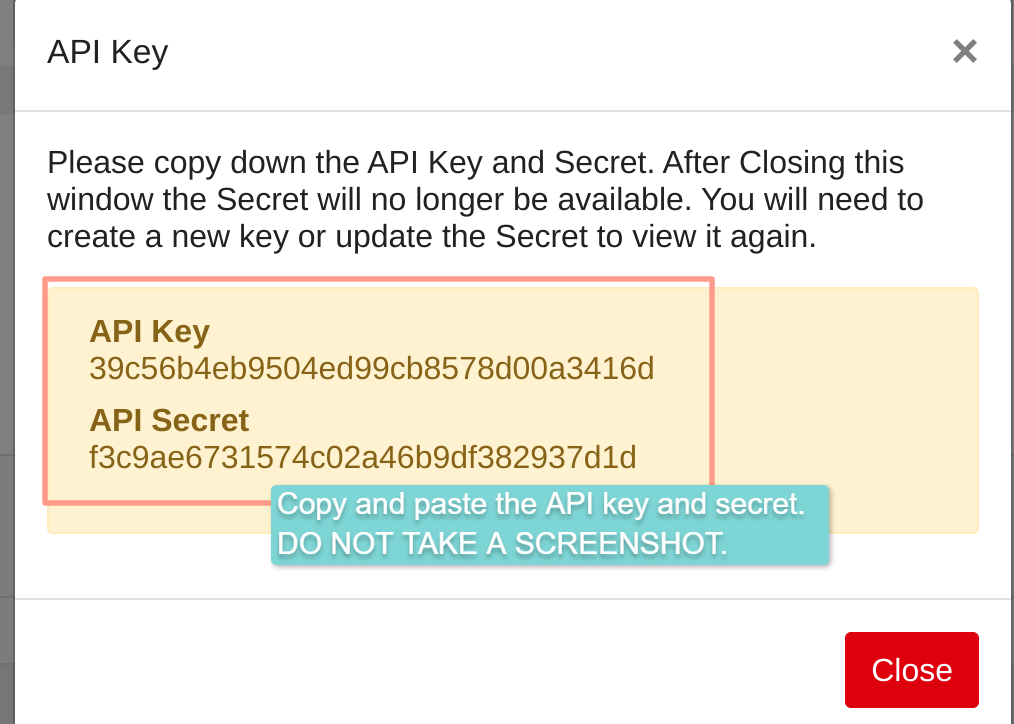 API Key
×
Please copy down the API Key and Secret. After Closing this
window the Secret will no longer be available. You will need to
create a new key or update the Secret to view it again.
API Key
39c56b4eb9504ed99cb8578d00a3416d
API Secret
f3c9ae6731574c02a46b9df382937d1d
Copy and paste the API key and secret.
DO NOT TAKE A SCREENSHOT.
Close